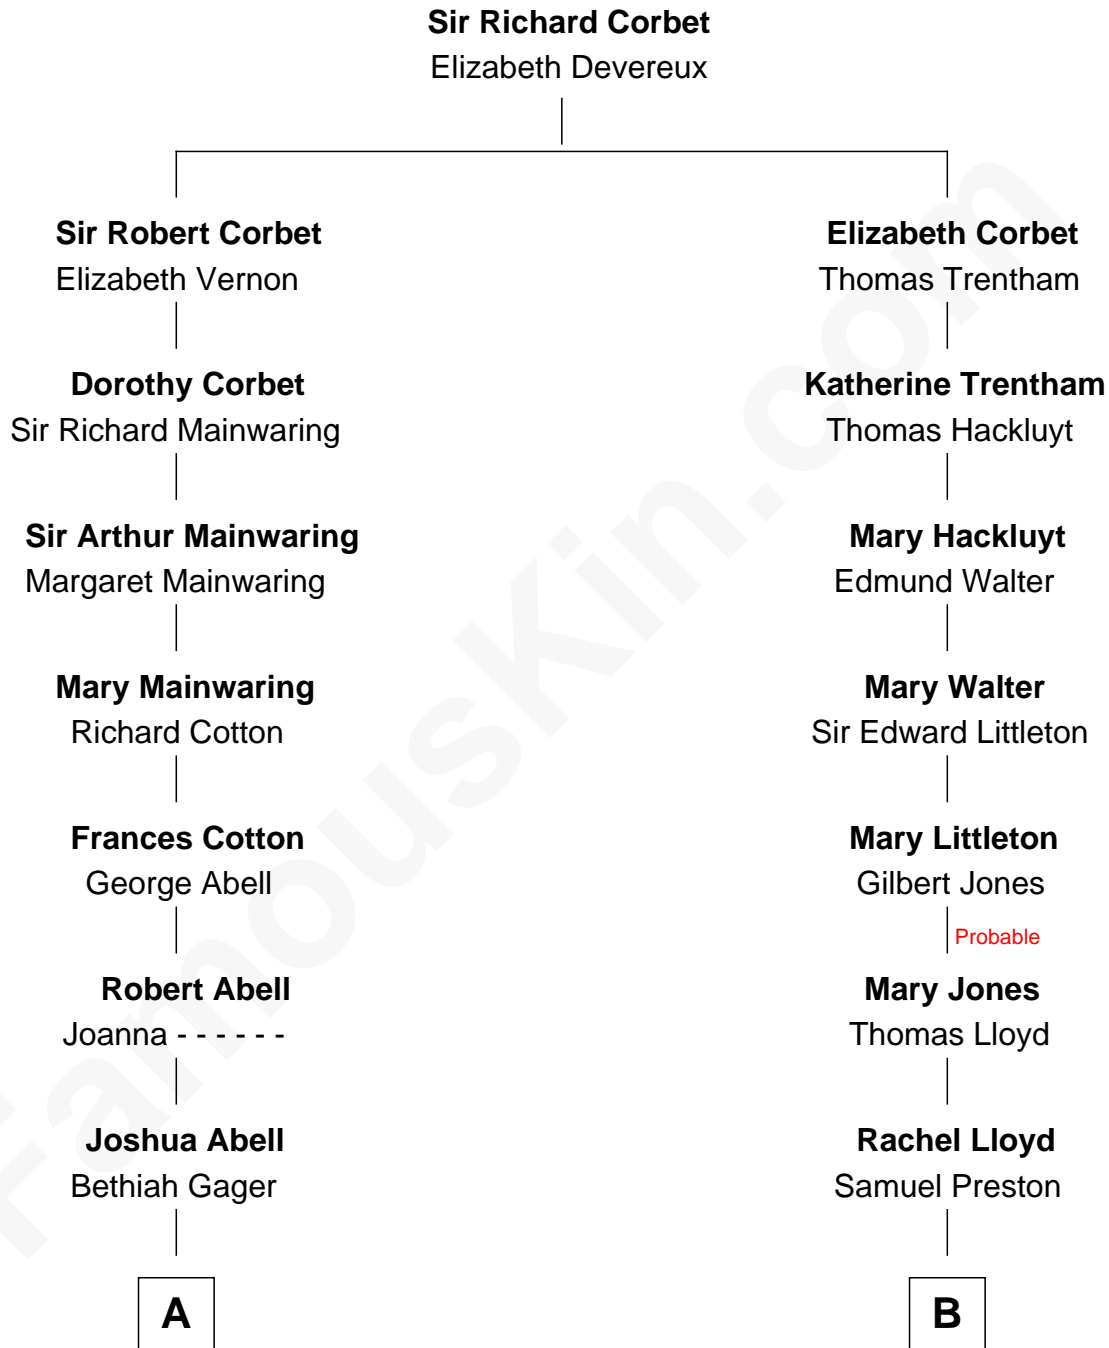 Sir Richard Corbet
Elizabeth Devereux
Sir Robert Corbet
Elizabeth Vernon
Elizabeth Corbet
Thomas Trentham
Dorothy Corbet
Sir Richard Mainwaring
Katherine Trentham
Thomas Hackluyt
Sir Arthur Mainwaring
Margaret Mainwaring
Mary Hackluyt
Edmund Walter
Mary Mainwaring
Richard Cotton
Mary Walter
Sir Edward Littleton
Frances Cotton
George Abell
Mary Littleton
Gilbert Jones
Probable
Robert Abell
Joanna - - - - - -
Mary Jones
Thomas Lloyd
Joshua Abell
Bethiah Gager
Rachel Lloyd
Samuel Preston
A
B
FamousKin.com